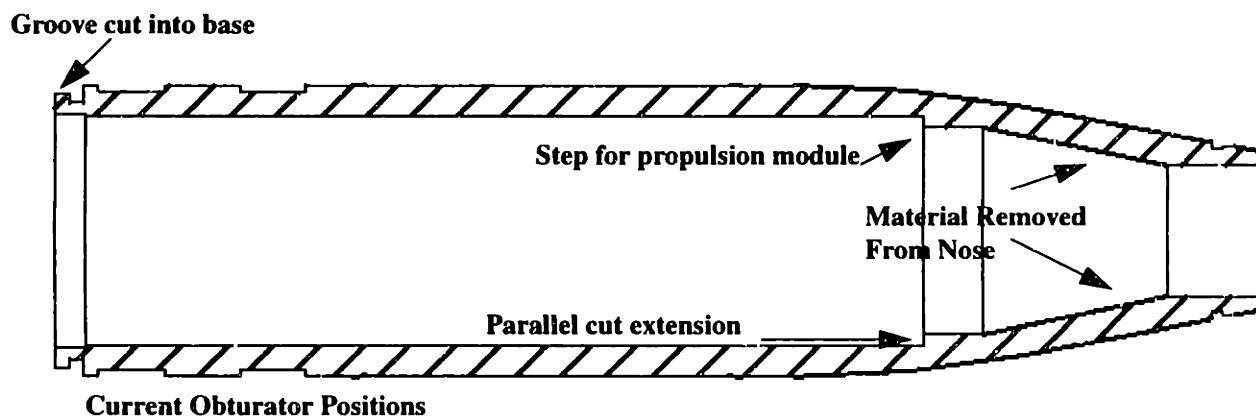 Groove cut into base
Step for propulsion module
Material Removed
From Nose
Parallel cut extension
Current Obturator Positions